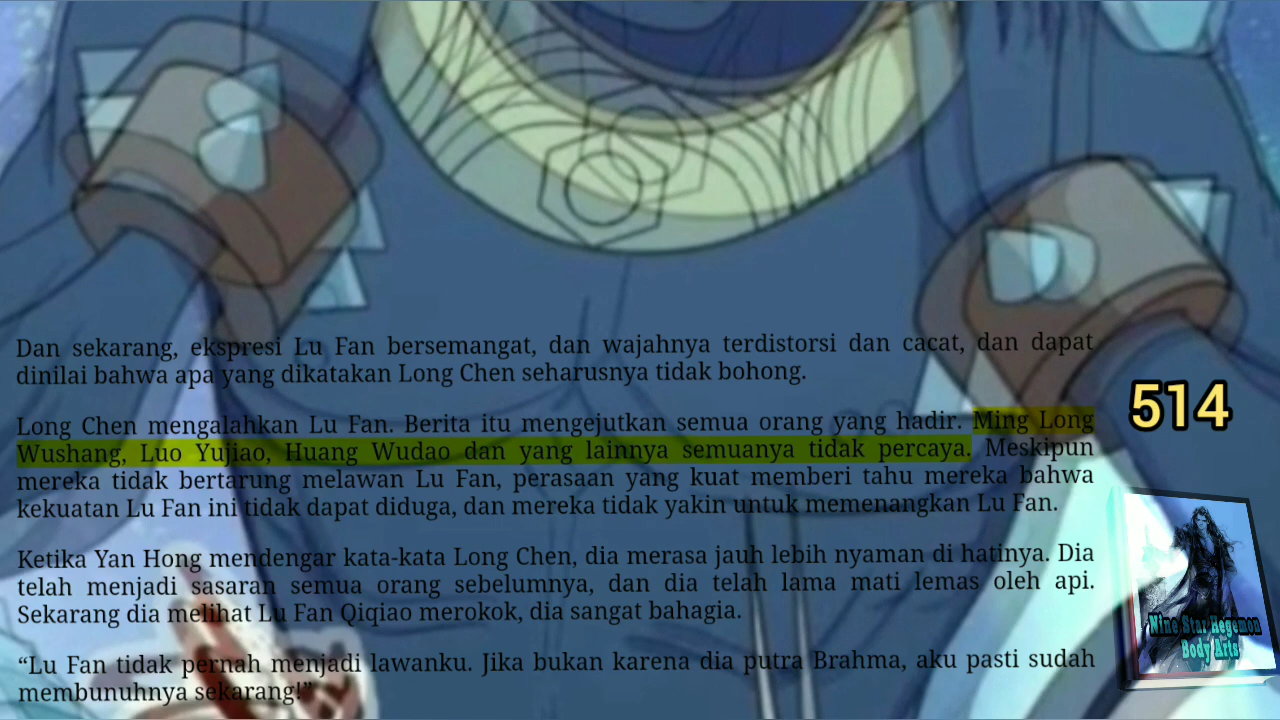 Dan sekarang, ekspresi Lu Fan bersemangat, dan wajahnya terdistorsi dan cacat, dan dapat
dinilai bahwa apa yang dikatakan Long Chen seharusnya tidak bohong.
Long Chen mengalahkan Lu Fan. Berita itu mengejutkan semua orang yang hadir. Ming Long
Wushang, Luo Yujiao, Huang Wudao dan yang lainnya semuanya tidak percaya. Meskipun
mereka tidak bertarung melawan Lu Fan, perasaan yang kuat memberi tahu mereka bahwa
kekuatan Lu Fan ini tidak dapat diduga, dan mereka tidak yakin untuk memenangkan Lu Fan.
Ketika Yan Hong mendengar kata-kata Long Chen, dia merasa jauh lebih nyaman di hatinya. Dia
telah menjadi sasaran semua orang sebelumnya, dan dia telah lama mati lemas oleh api.
Sekarang dia melihat Lu Fan Qiqiao merokok, dia sangat bahagia.
“Lu Fan tidak pernah menjadi lawanku. Jika bukan karena dia putra Brahma, aku pasti sudah
membunuhnya sekarang!”
514
Nine Star Hegemon
Body Arts